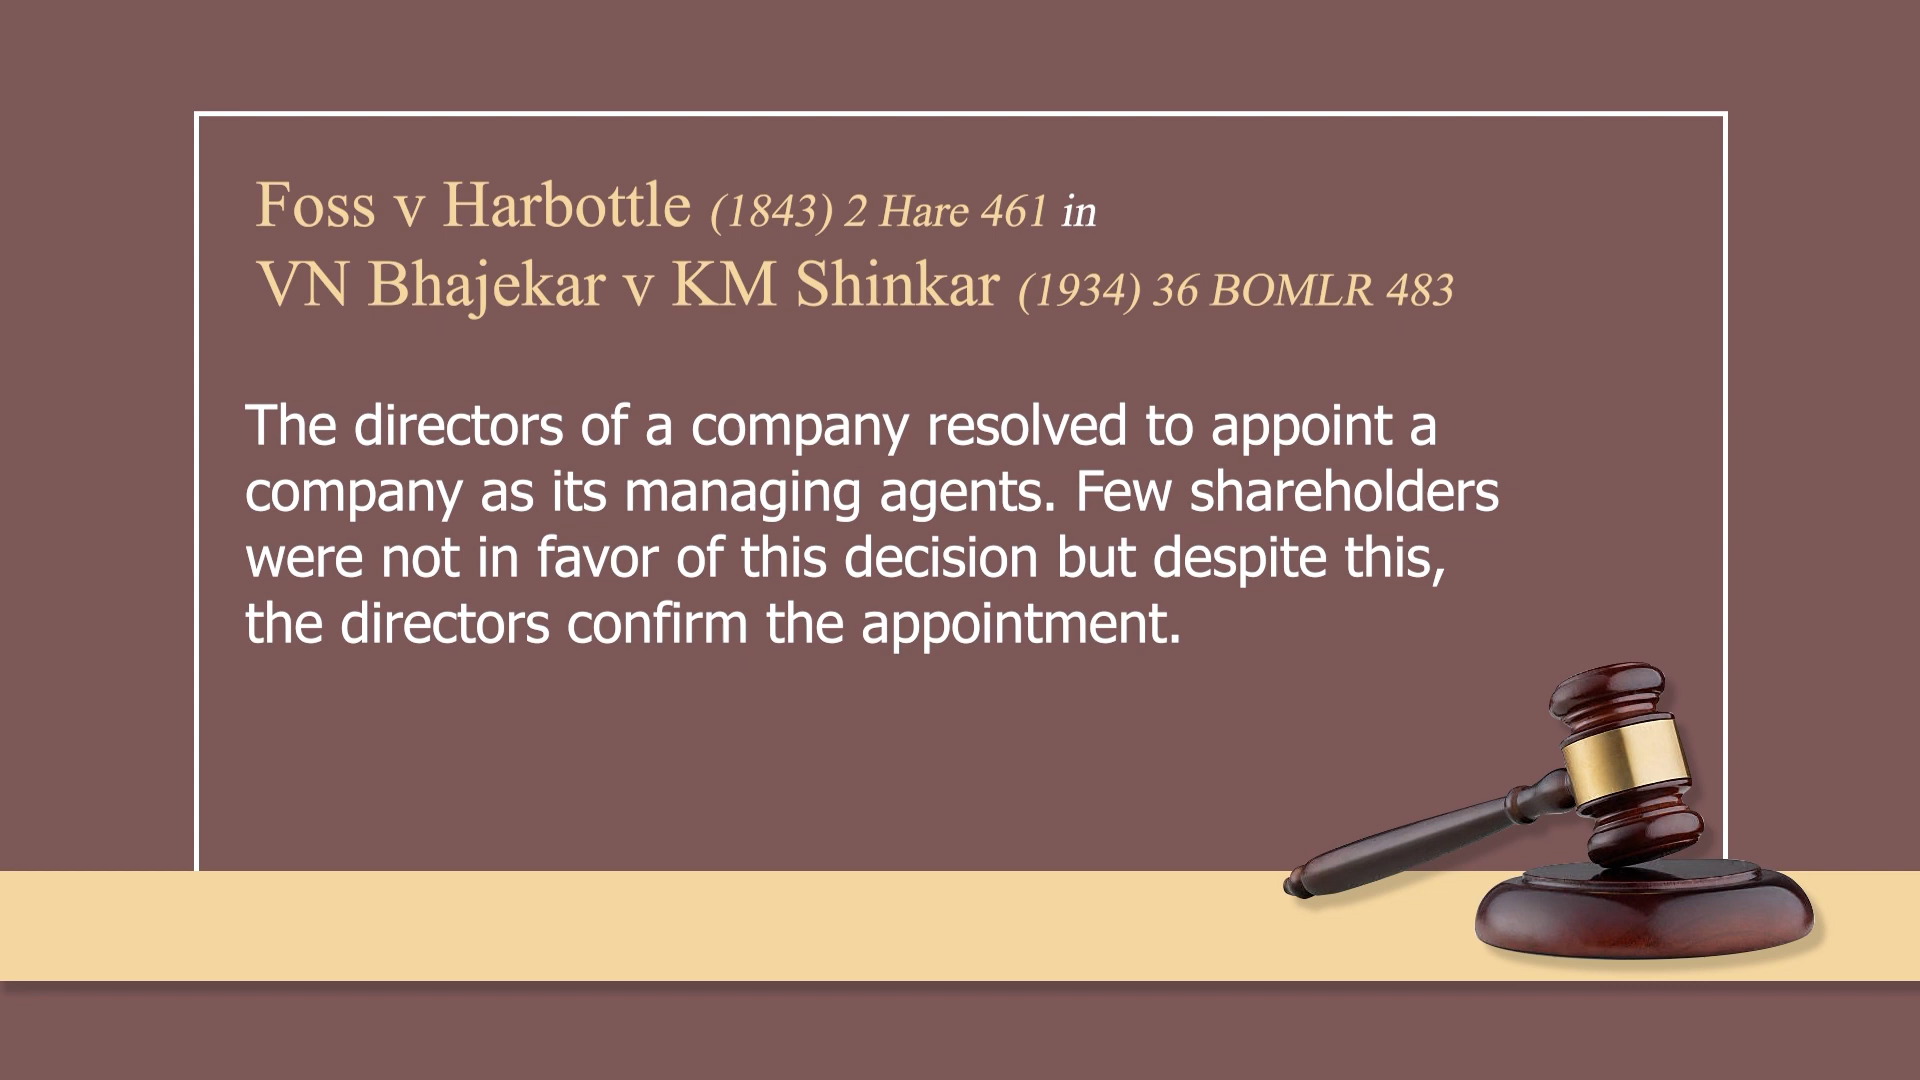 Foss v Harbottle (1843) 2 Hare 461 in
VN Bhajekar v KM Shinkar (1934) 36 BOMLR 483
The directors of a company resolved to appoint a
company as its managing agents. Few shareholders
were not in favor of this decision but despite this,
the directors confirm the appointment.